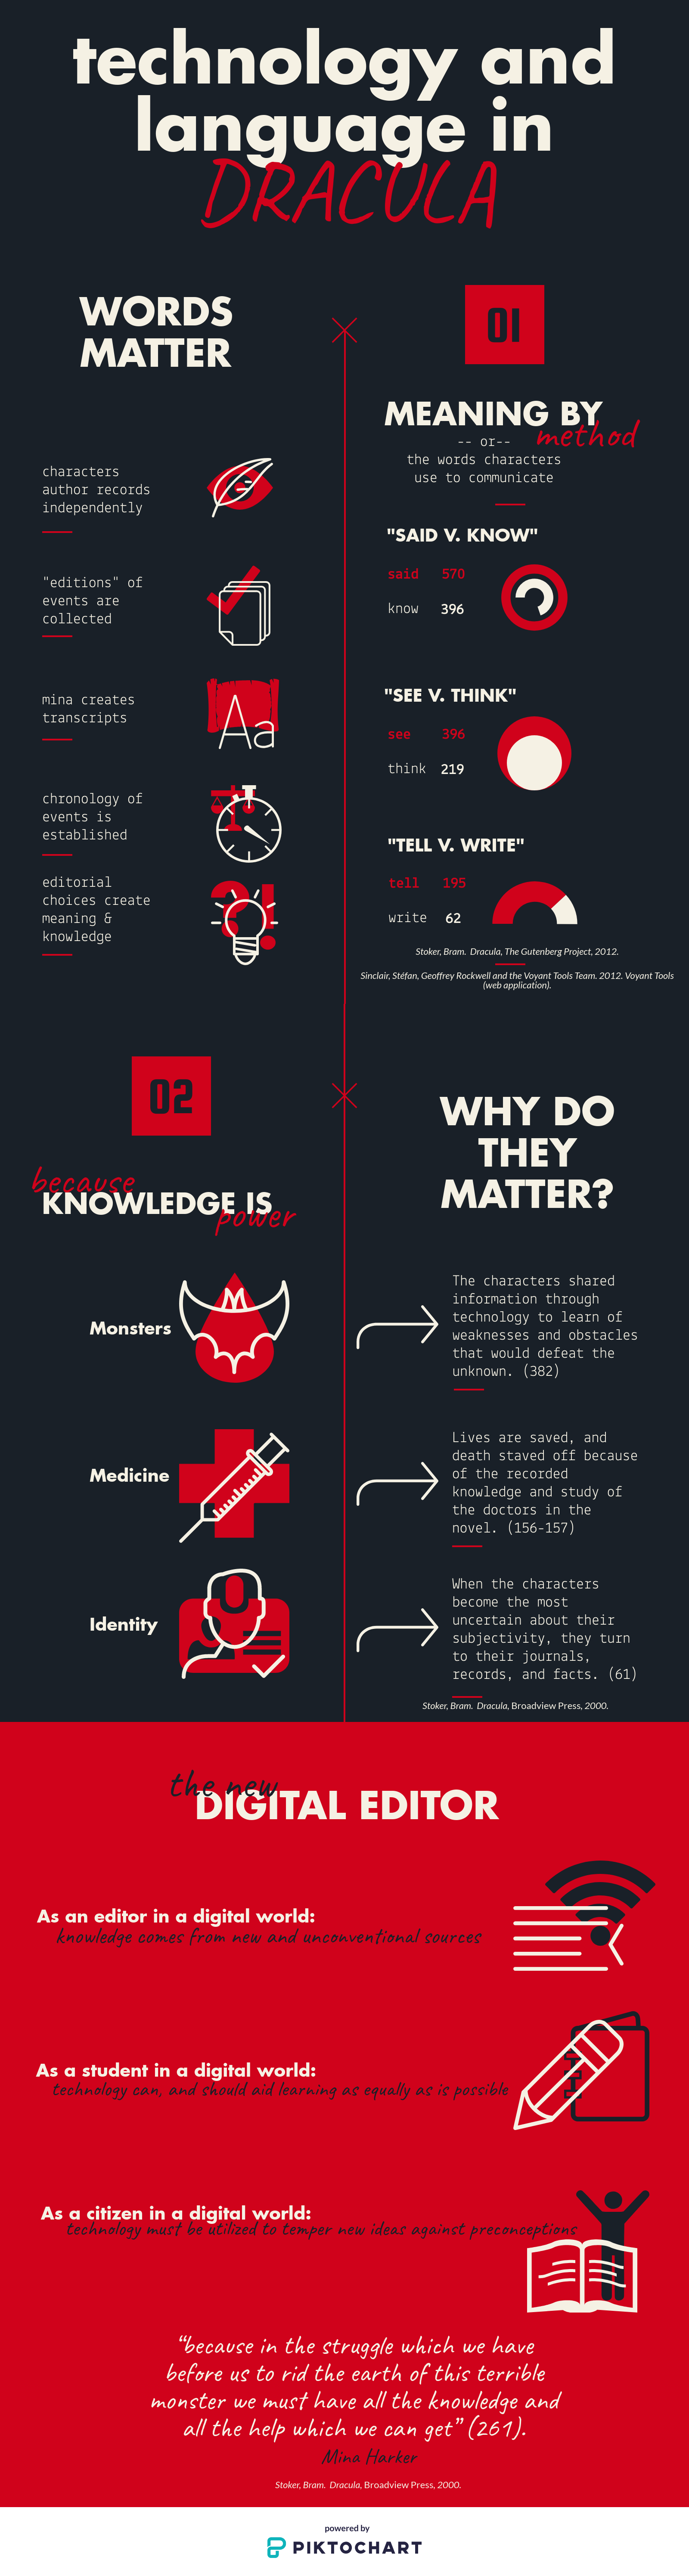 technology and
language in
DRACULA
WORDS
MATTER
characters
author records
independently
"editions" of
events are
collected
mina creates
transcripts
Aa
chronology of
events is
established
editorial
choices create
meaning &
knowledge
?!
01
MEANING BY
method
-- or--
the words characters
use to communicate
"SAID V. KNOW"
said 570
know 396
"SEE V. THINK"
see 396
think 219
"TELL V. WRITE"
tell 195
write 62
Stoker, Bram. Dracula, The Gutenberg Project, 2012.
Sinclair, Stéfan, Geoffrey Rockwell and the Voyant Tools Team. 2012. Voyant Tools
(web application).
02
because
KNOWLEDGE IS
power
Monsters
Medicine
Identity
WHY DO
THEY
MATTER?
The characters shared
information through
technology to learn of
weaknesses and obstacles
that would defeat the
unknown. (382)
Lives are saved, and
death staved off because
of the recorded
knowledge and study of
the doctors in the
novel. (156-157)
When the characters
become the most
uncertain about their
subjectivity, they turn
to their journals,
records, and facts. (61)
Stoker, Bram. Dracula, Broadview Press, 2000.
the new
DIGITAL EDITOR
As an editor in a digital world:
knowledge comes from new and unconventional sources
As a student in a digital world:
technology can, and should aid learning as equally as is possible
As a citizen in a digital world:
technology must be utilized to temper new ideas against preconceptions
“because in the struggle which we have
before us to rid the earth of this terrible
monster we must have all the knowledge and
all the help which we can get” (261).
Mina Harker
Stoker, Bram. Dracula, Broadview Press, 2000.
powered by
PIKTOCHART